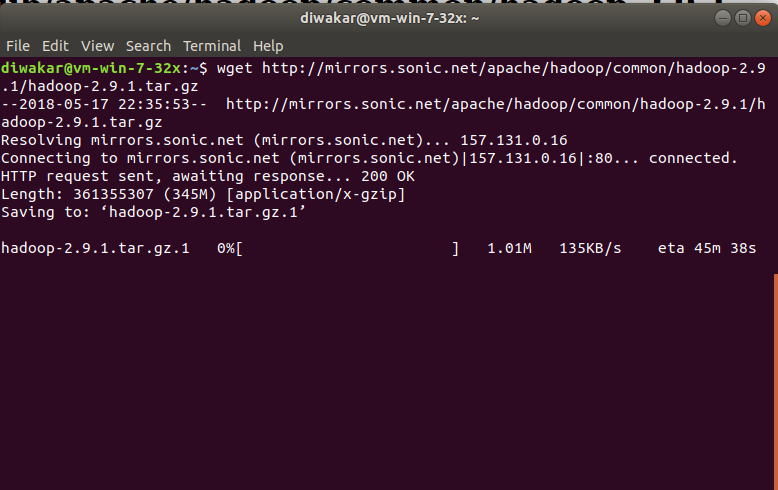 diwakar@vm-win-7-32x: ~
File Edit View Search Terminal Help
diwakar@vm-win-7-32x:~$ wget http://mirrors.sonic.net/apache/hadoop/common/hadoop-2.9
.1/hadoop-2.9.1.tar.gz
--2018-05-17 22:35:53--  http://mirrors.sonic.net/apache/hadoop/common/hadoop-2.9.1/h
adoop-2.9.1.tar.gz
Resolving mirrors.sonic.net (mirrors.sonic.net)... 157.131.0.16
Connecting to mirrors.sonic.net (mirrors.sonic.net)|157.131.0.16|:80... connected.
HTTP request sent, awaiting response... 200 OK
Length: 361355307 (345M) [application/x-gzip]
Saving to: ‘hadoop-2.9.1.tar.gz.1’
hadoop-2.9.1.tar.gz.1   0%[                         ]   1.01M   135KB/s    eta 45m 38s